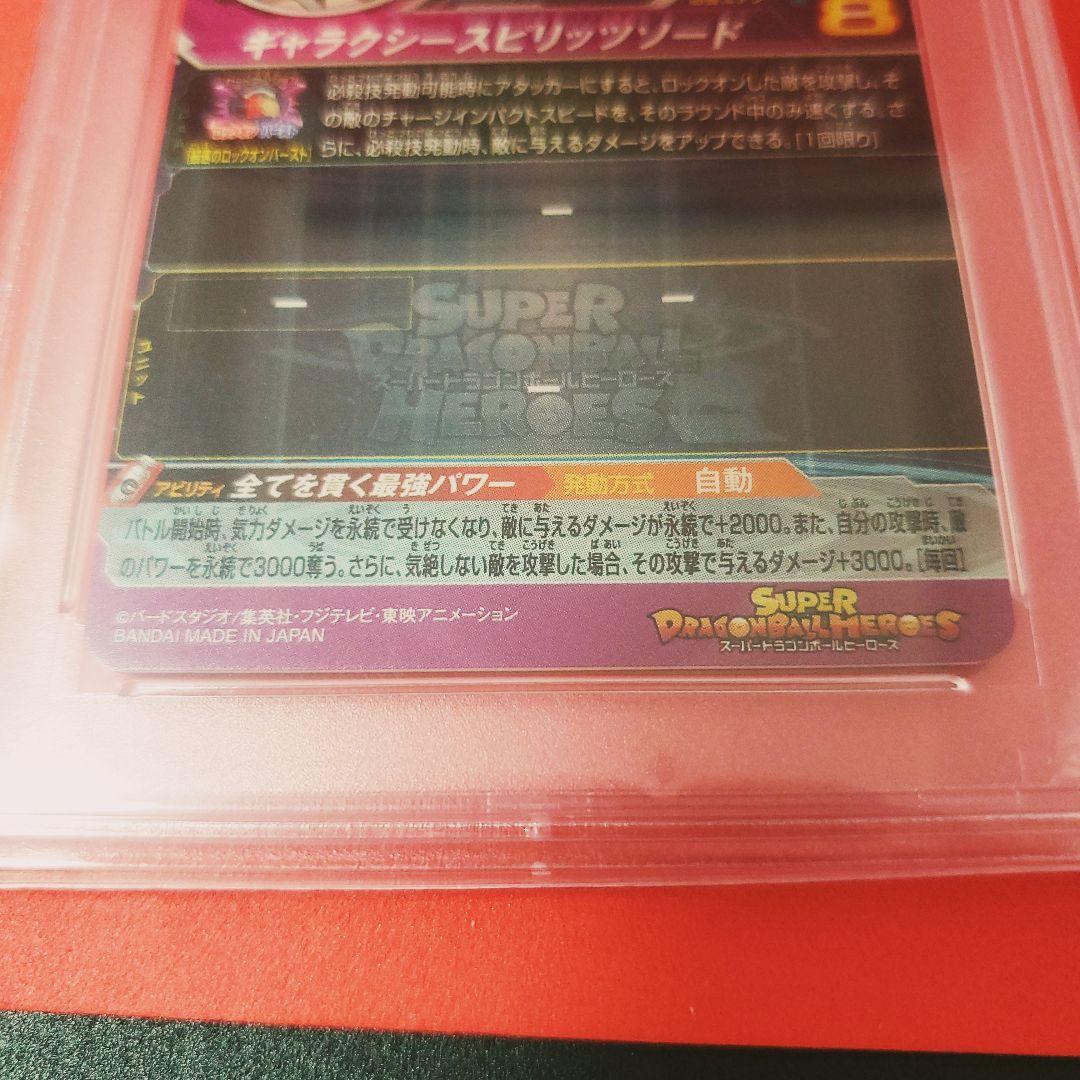 8
ギャラクシースピリッツソード
必殺技発動可能時にアタッカーにすると、ロックオンした敵を攻撃し、そ
の敵のチャージインパクトスピードを、そのラウンド中のみ速くする。さ
らに、必殺技発動時、敵に与えるダメージをアップできる。[1回限り]
SUPER
DRAGONBALL
スーパードラゴンボールヒーローズ
HEROES
ユニット
アビリティ 全てを貫く最強パワー 発動方式 自動
バトル開始時、気力ダメージを永続で受けなくなり、敵に与えるダメージが永続で+2000。また、自分の攻撃時、敵
のパワーを永続で3000奪う。さらに、気絶しない敵を攻撃した場合、その攻撃で与えるダメージ+3000。[毎回]
©バードスタジオ/集英社・フジテレビ・東映アニメーション
BANDAI MADE IN JAPAN
SUPER
DRAGONBALL HEROES
スーパードラゴンボールヒーローズ